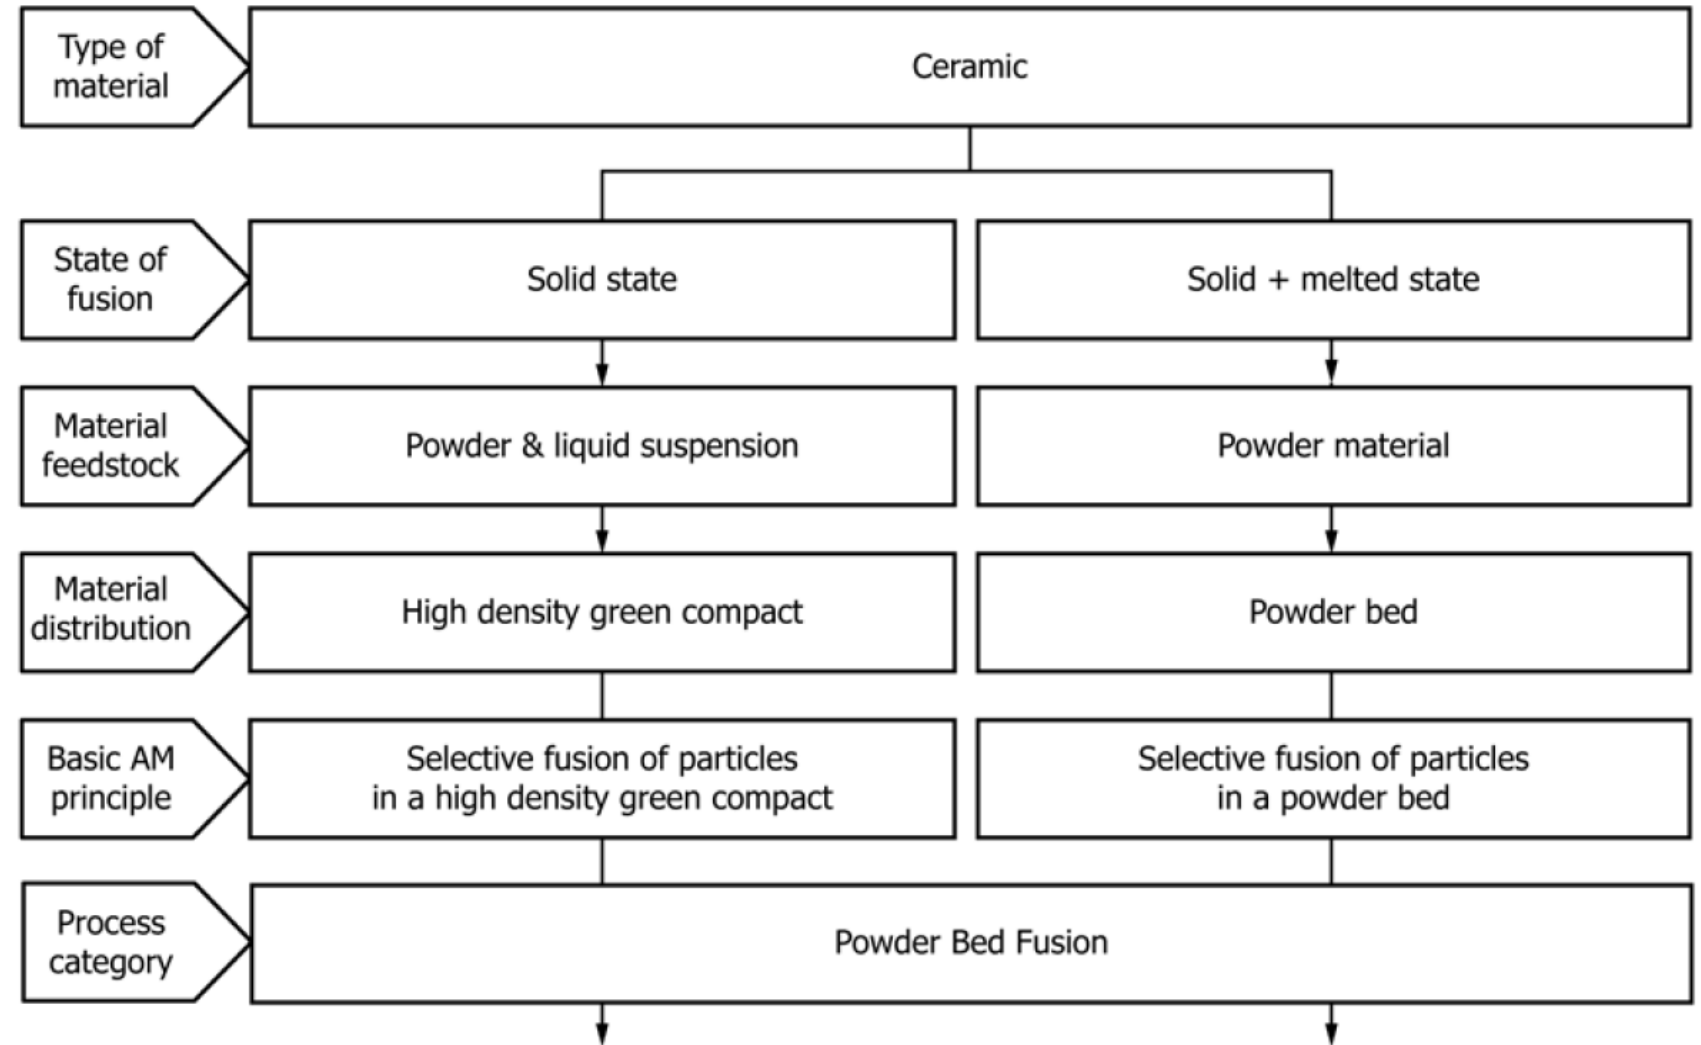 Type of
material
Ceramic
State of
fusion
Solid state
Solid + melted state
Material
feedstock
Powder & liquid suspension
Powder material
Material
distribution
High density green compact
Powder bed
Basic AM
principle
Selective fusion of particles
in a high density green compact
Selective fusion of particles
in a powder bed
Process
category
Powder Bed Fusion